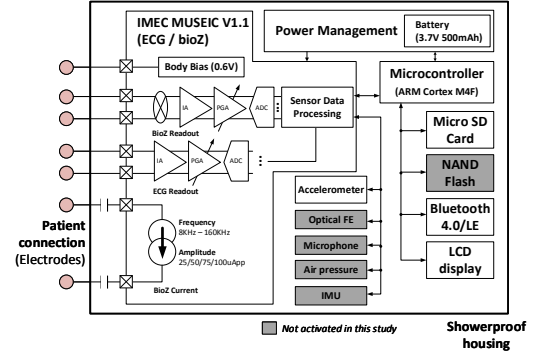 IMEC MUSEIC V1.1
(ECG / bioZ)
Power Management
Battery
(3.7V 500mAh)
Body Bias (0.6V)
Microcontroller
(ARM Cortex M4F)
IA
PGA
ADC
Sensor Data
Processing
BioZ Readout
Micro SD
Card
IA
PGA
ADC
ECG Readout
NAND
Flash
Accelerometer
Optical FE
Bluetooth
4.0/LE
Patient
connection
(Electrodes)
Frequency
8KHz – 160KHz
Amplitude
25/50/75/100uApp
BioZ Current
Microphone
Air pressure
IMU
LCD
display
Not activated in this study
Showerproof
housing